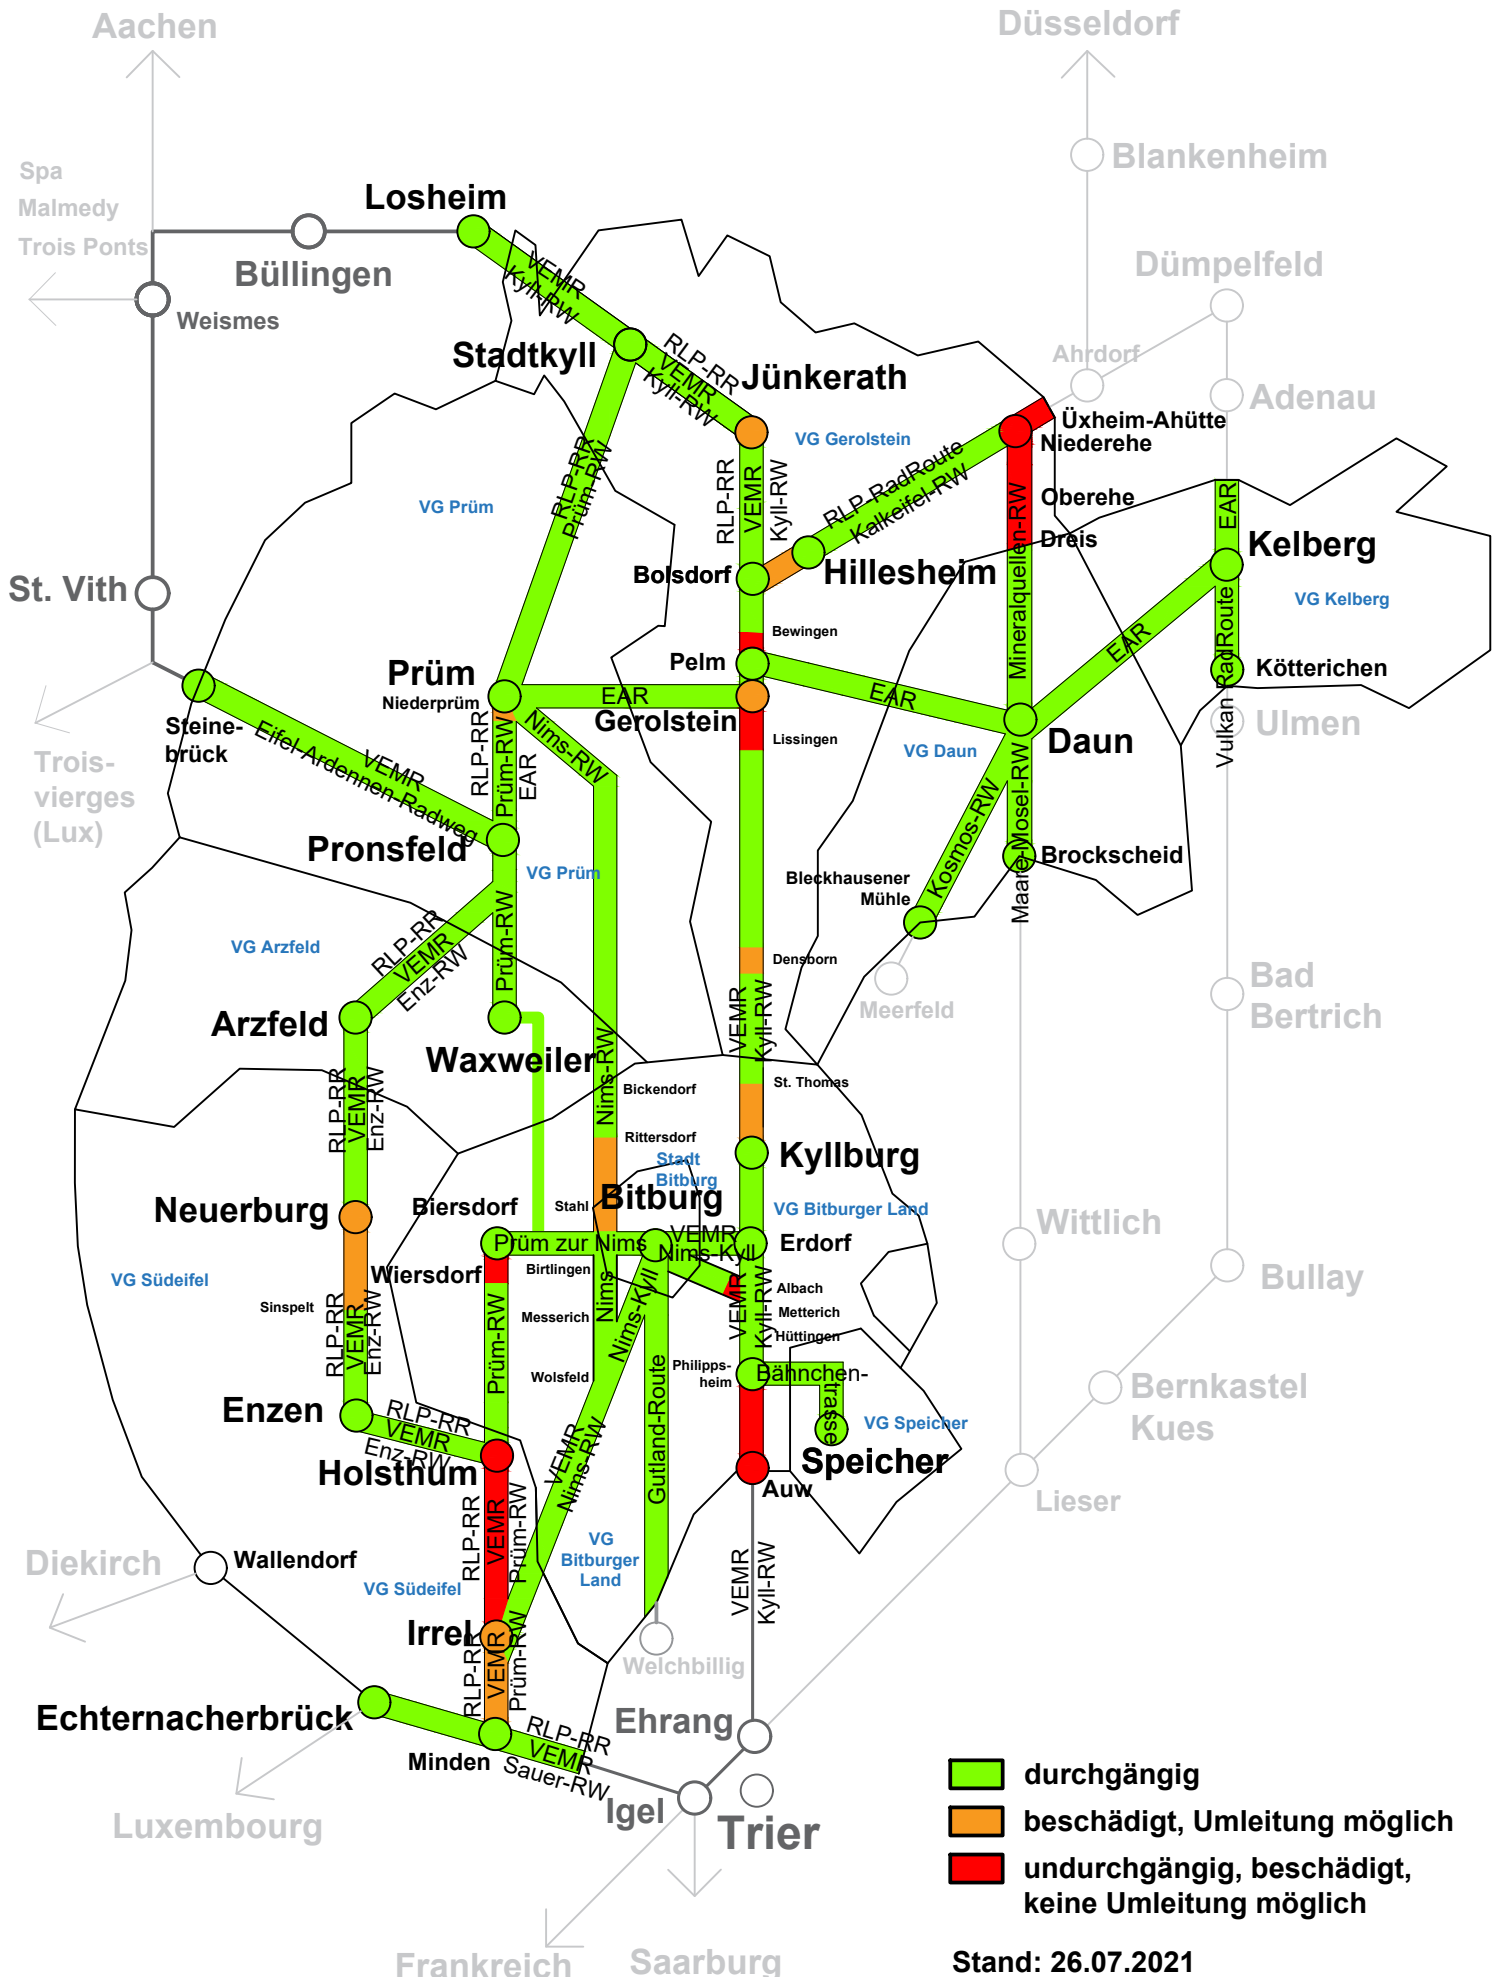 Aachen
Düsseldorf
Blankenheim
Spa
Malmedy
Trois Ponts
Losheim
Büllingen
Weismes
Dümpelfeld
VEMR
Kyll-RW
Stadtkyll
RLP-RR
VEMR
Kyll-RW
Jünkerath
Ahrdorf
Adenau
Üxheim-Ahütte
Niederehe
VG Gerolstein
RLP-RR
Prüm-RW
RLP-RR
VEMR
Kyll-RW
RLP-RadRoute
Kalkeifel-RW
Mineralquellen-RW
Oberehe
Dreis
EAR
Kelberg
VG Prüm
Bolsdorf
Hillesheim
St. Vith
VG Kelberg
Vulkan-RadRoute
Bewingen
Pelm
EAR
EAR
Kötterichen
Prüm
Niederprüm
EAR
Gerolstein
Steine-
brück
Eifel-Ardennen-Radweg
VEMR
RLP-RR
Prüm-RW
EAR
Nims-RW
Lissingen
VG Daun
Daun
Ulmen
Trois-
vierges
(Lux)
Pronsfeld
VG Prüm
Kosmos-RW
Maare-Mosel-RW
Brockscheid
Bleckhausener
Mühle
VG Arzfeld
RLP-RR
VEMR
Enz-RW
Prüm-RW
Densborn
Meerfeld
Bad
Bertrich
Arzfeld
Waxweiler
Nims-RW
VEMR
Kyll-RW
RLP-RR
VEMR
Enz-RW
Bickendorf
St. Thomas
Rittersdorf
Kyllburg
Stadt
Bitburg
Neuerburg
Biersdorf
Stahl
Bitburg
VG Bitburger Land
Wittlich
Prüm zur Nims
VEMR
Nims-Kyll
Erdorf
VG Südeifel
Wiersdorf
Birtlingen
Albach
Bullay
Sinspelt
RLP-RR
VEMR
Enz-RW
Messerich
Nims
Nims-Kyll
VEMR
Kyll-RW
Metterich
Hüttingen
Prüm-RW
Wolsfeld
Philipps-
heim
Bähnchen-
trasse
Bernkastel
Kues
Enzen
RLP-RR
VEMR
Enz-RW
Gutland-Route
VG Speicher
Speicher
Holsthum
VEMR
Nims-RW
Auw
Lieser
RLP-RR
VEMR
Prüm-RW
Diekirch
Wallendorf
VG
Bitburger
Land
VG Südeifel
VEMR
Kyll-RW
Irrel
RLP-RR
VEMR
Prüm-RW
Welchbillig
Echternacherbrück
Minden
RLP-RR
VEMR
Sauer-RW
Ehrang
Igel
Trier
Luxembourg
Frankreich
Saarburg
durchgängig
beschädigt, Umleitung möglich
undurchgängig, beschädigt,
keine Umleitung möglich
Stand: 26.07.2021